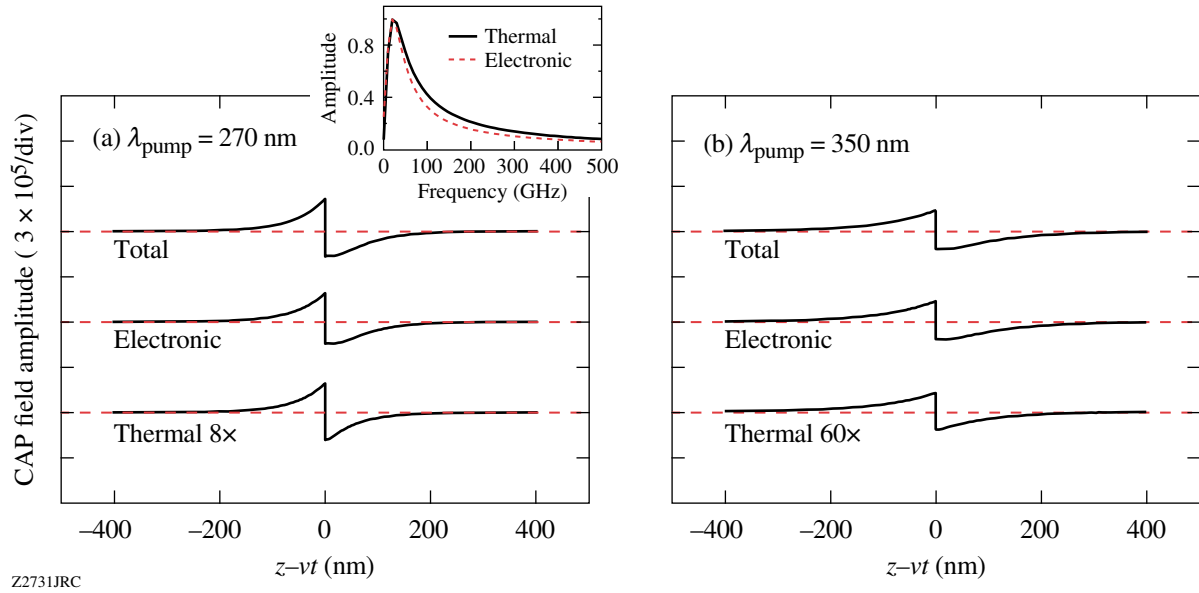 Amplitude
0.8
0.4
0.0
Thermal
Electronic
0 100 200 300 400 500
Frequency (GHz)
CAP field amplitude ( 3 × 10⁵/div)
(a) λpump = 270 nm
Total
Electronic
Thermal 8×
–400 –200 0 200 400
z–vt (nm)
(b) λpump = 350 nm
Total
Electronic
Thermal 60×
–400 –200 0 200 400
z–vt (nm)
Z2731JRC